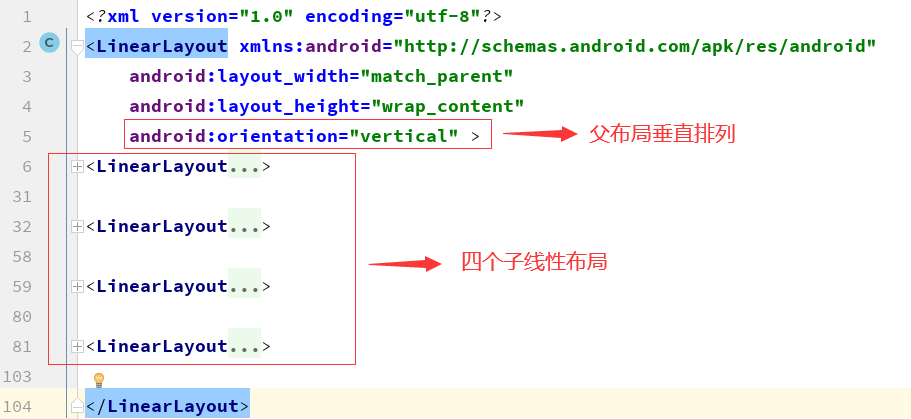 1 <?xml version="1.0" encoding="utf-8"?>
2 C <LinearLayout xmlns:android="http://schemas.android.com/apk/res/android"
3 android:layout_width="match_parent"
4 android:layout_height="wrap_content"
5 android:orientation="vertical" > 父布局垂直排列
6 <LinearLayout...>
31
32 <LinearLayout...>
58
59 <LinearLayout...>
四个子线性布局
80
81 <LinearLayout...>
103
104 </LinearLayout>